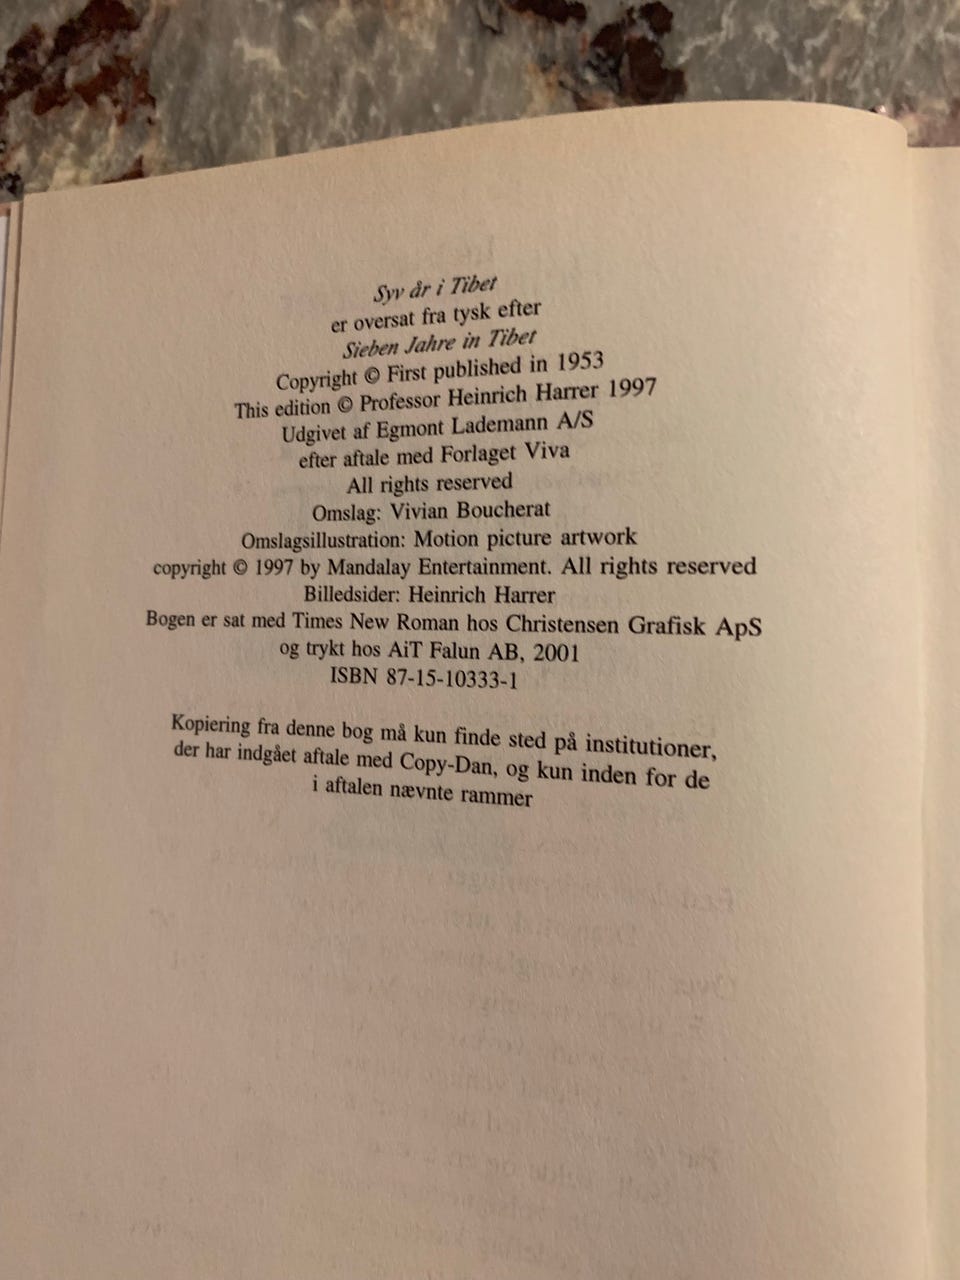 Syv år i Tibet
er oversat fra tysk efter
Sieben Jahre in Tibet
Copyright © First published in 1953
This edition © Professor Heinrich Harrer 1997
Udgivet af Egmont Lademann A/S
efter aftale med Forlaget Viva
All rights reserved
Omslag: Vivian Boucherat
Omslagsillustration: Motion picture artwork
copyright © 1997 by Mandalay Entertainment. All rights reserved
Billedsider: Heinrich Harrer
Bogen er sat med Times New Roman hos Christensen Grafisk ApS
og trykt hos AiT Falun AB, 2001
ISBN 87-15-10333-1
Kopiering fra denne bog må kun finde sted på institutioner,
der har indgået aftale med Copy-Dan, og kun inden for de
i aftalen nævnte rammer